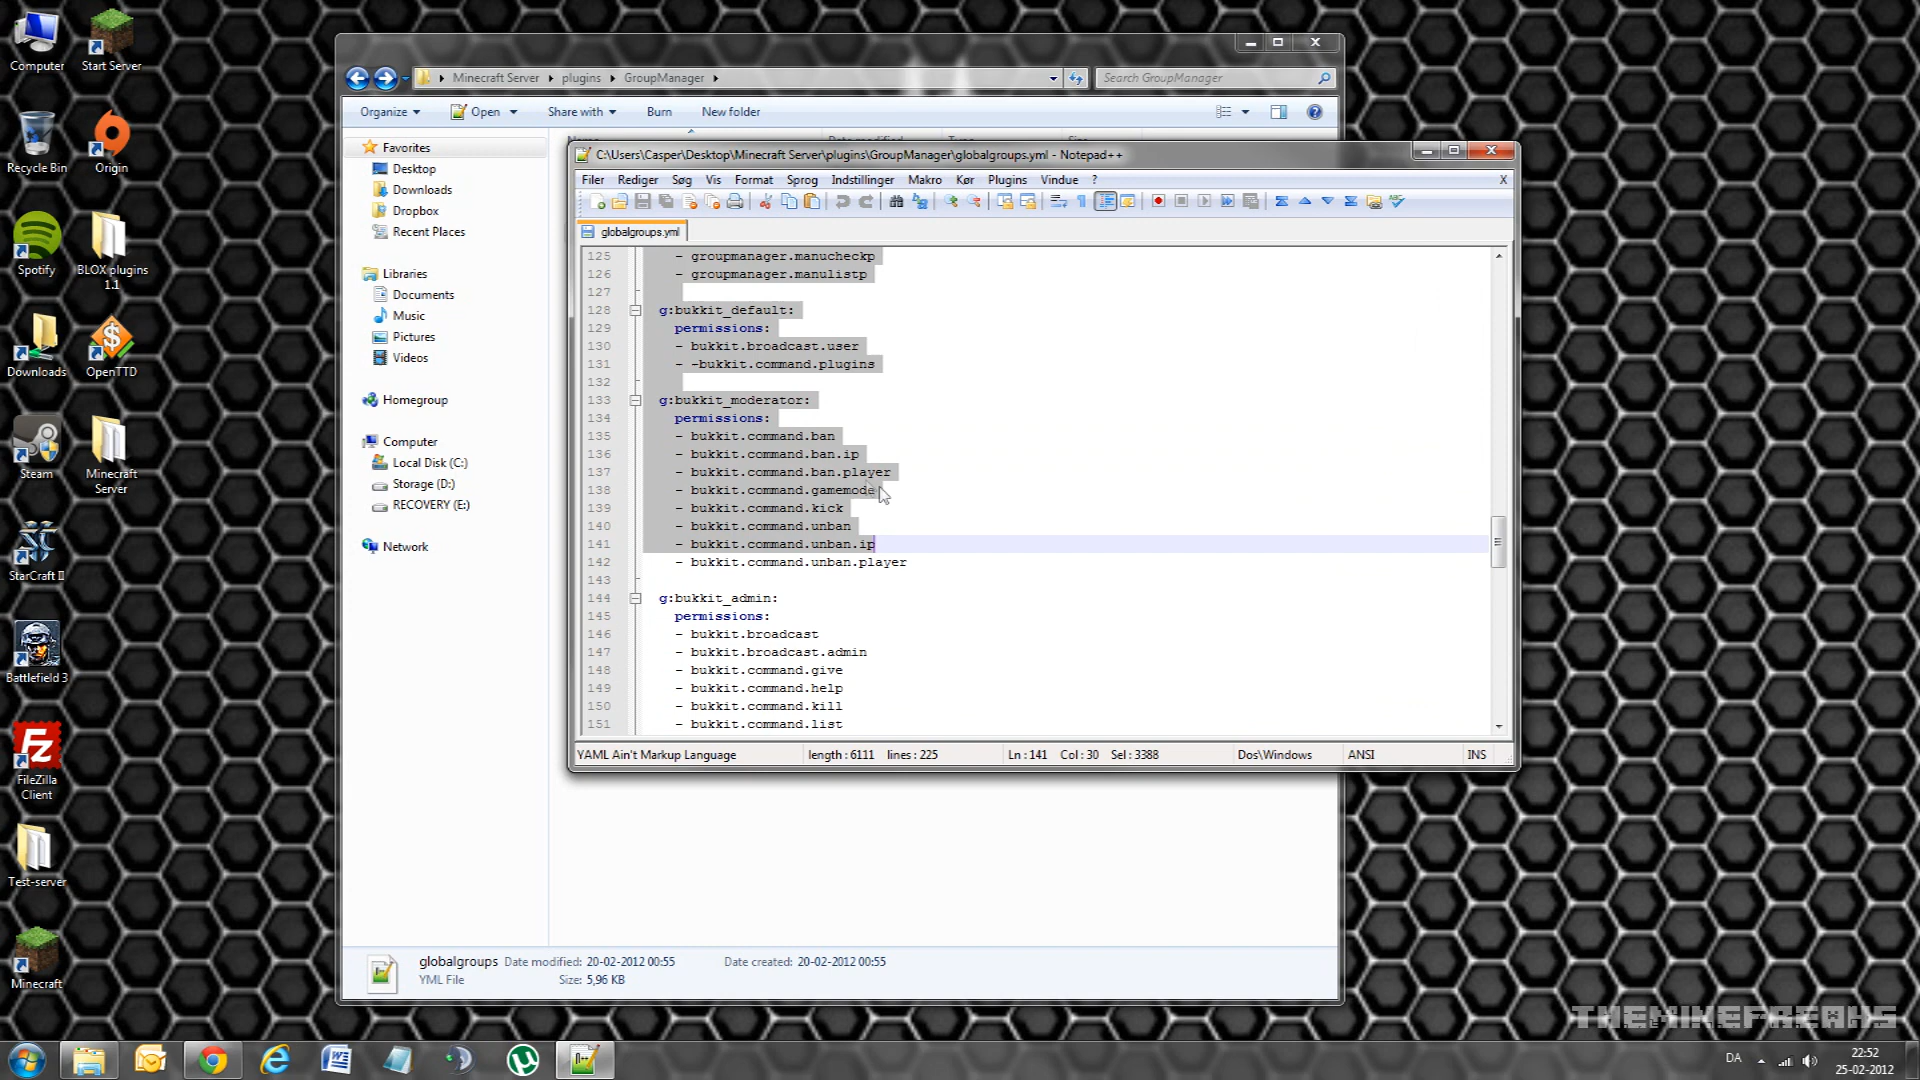 Computer
Start Server
Recycle Bin
Origin
Spotify
BLOX plugins
1.1
Downloads
OpenTTD
Steam
Minecraft
Server
StarCraft II
Battlefield 3
FileZilla
Client
Test-server
Minecraft
Minecraft Server
plugins
GroupManager
Search GroupManager
Organize
Open
Share with
Burn
New folder
Favorites
Desktop
Downloads
Dropbox
Recent Places
Libraries
Documents
Music
Pictures
Videos
Homegroup
Computer
Local Disk (C:)
Storage (D:)
RECOVERY (E:)
Network
C:\Users\Casper\Desktop\Minecraft Server\plugins\GroupManager\globalgroups.yml - Notepad++
Filer Rediger Søg Vis Format Sprog Indstillinger Makro Kør Plugins Vindue ? X
globalgroups.yml
125 - groupmanager.manucheckp
126 - groupmanager.manulistp
127
128 g:bukkit_default:
129 permissions:
130 - bukkit.broadcast.user
131 - -bukkit.command.plugins
132
133 g:bukkit_moderator:
134 permissions:
135 - bukkit.command.ban
136 - bukkit.command.ban.ip
137 - bukkit.command.ban.player
138 - bukkit.command.gamemode
139 - bukkit.command.kick
140 - bukkit.command.unban
141 - bukkit.command.unban.ip
142 - bukkit.command.unban.player
143
144 g:bukkit_admin:
145 permissions:
146 - bukkit.broadcast
147 - bukkit.broadcast.admin
148 - bukkit.command.give
149 - bukkit.command.help
150 - bukkit.command.kill
151 - bukkit.command.list
YAML Ain't Markup Language length : 6111 lines : 225 Ln : 141 Col : 30 Sel : 3388 Dos\Windows ANSI INS
globalgroups Date modified: 20-02-2012 00:55 Date created: 20-02-2012 00:55
YML File Size: 5,96 KB
THEMIKEFREAKS
DA
22:52
25-02-2012